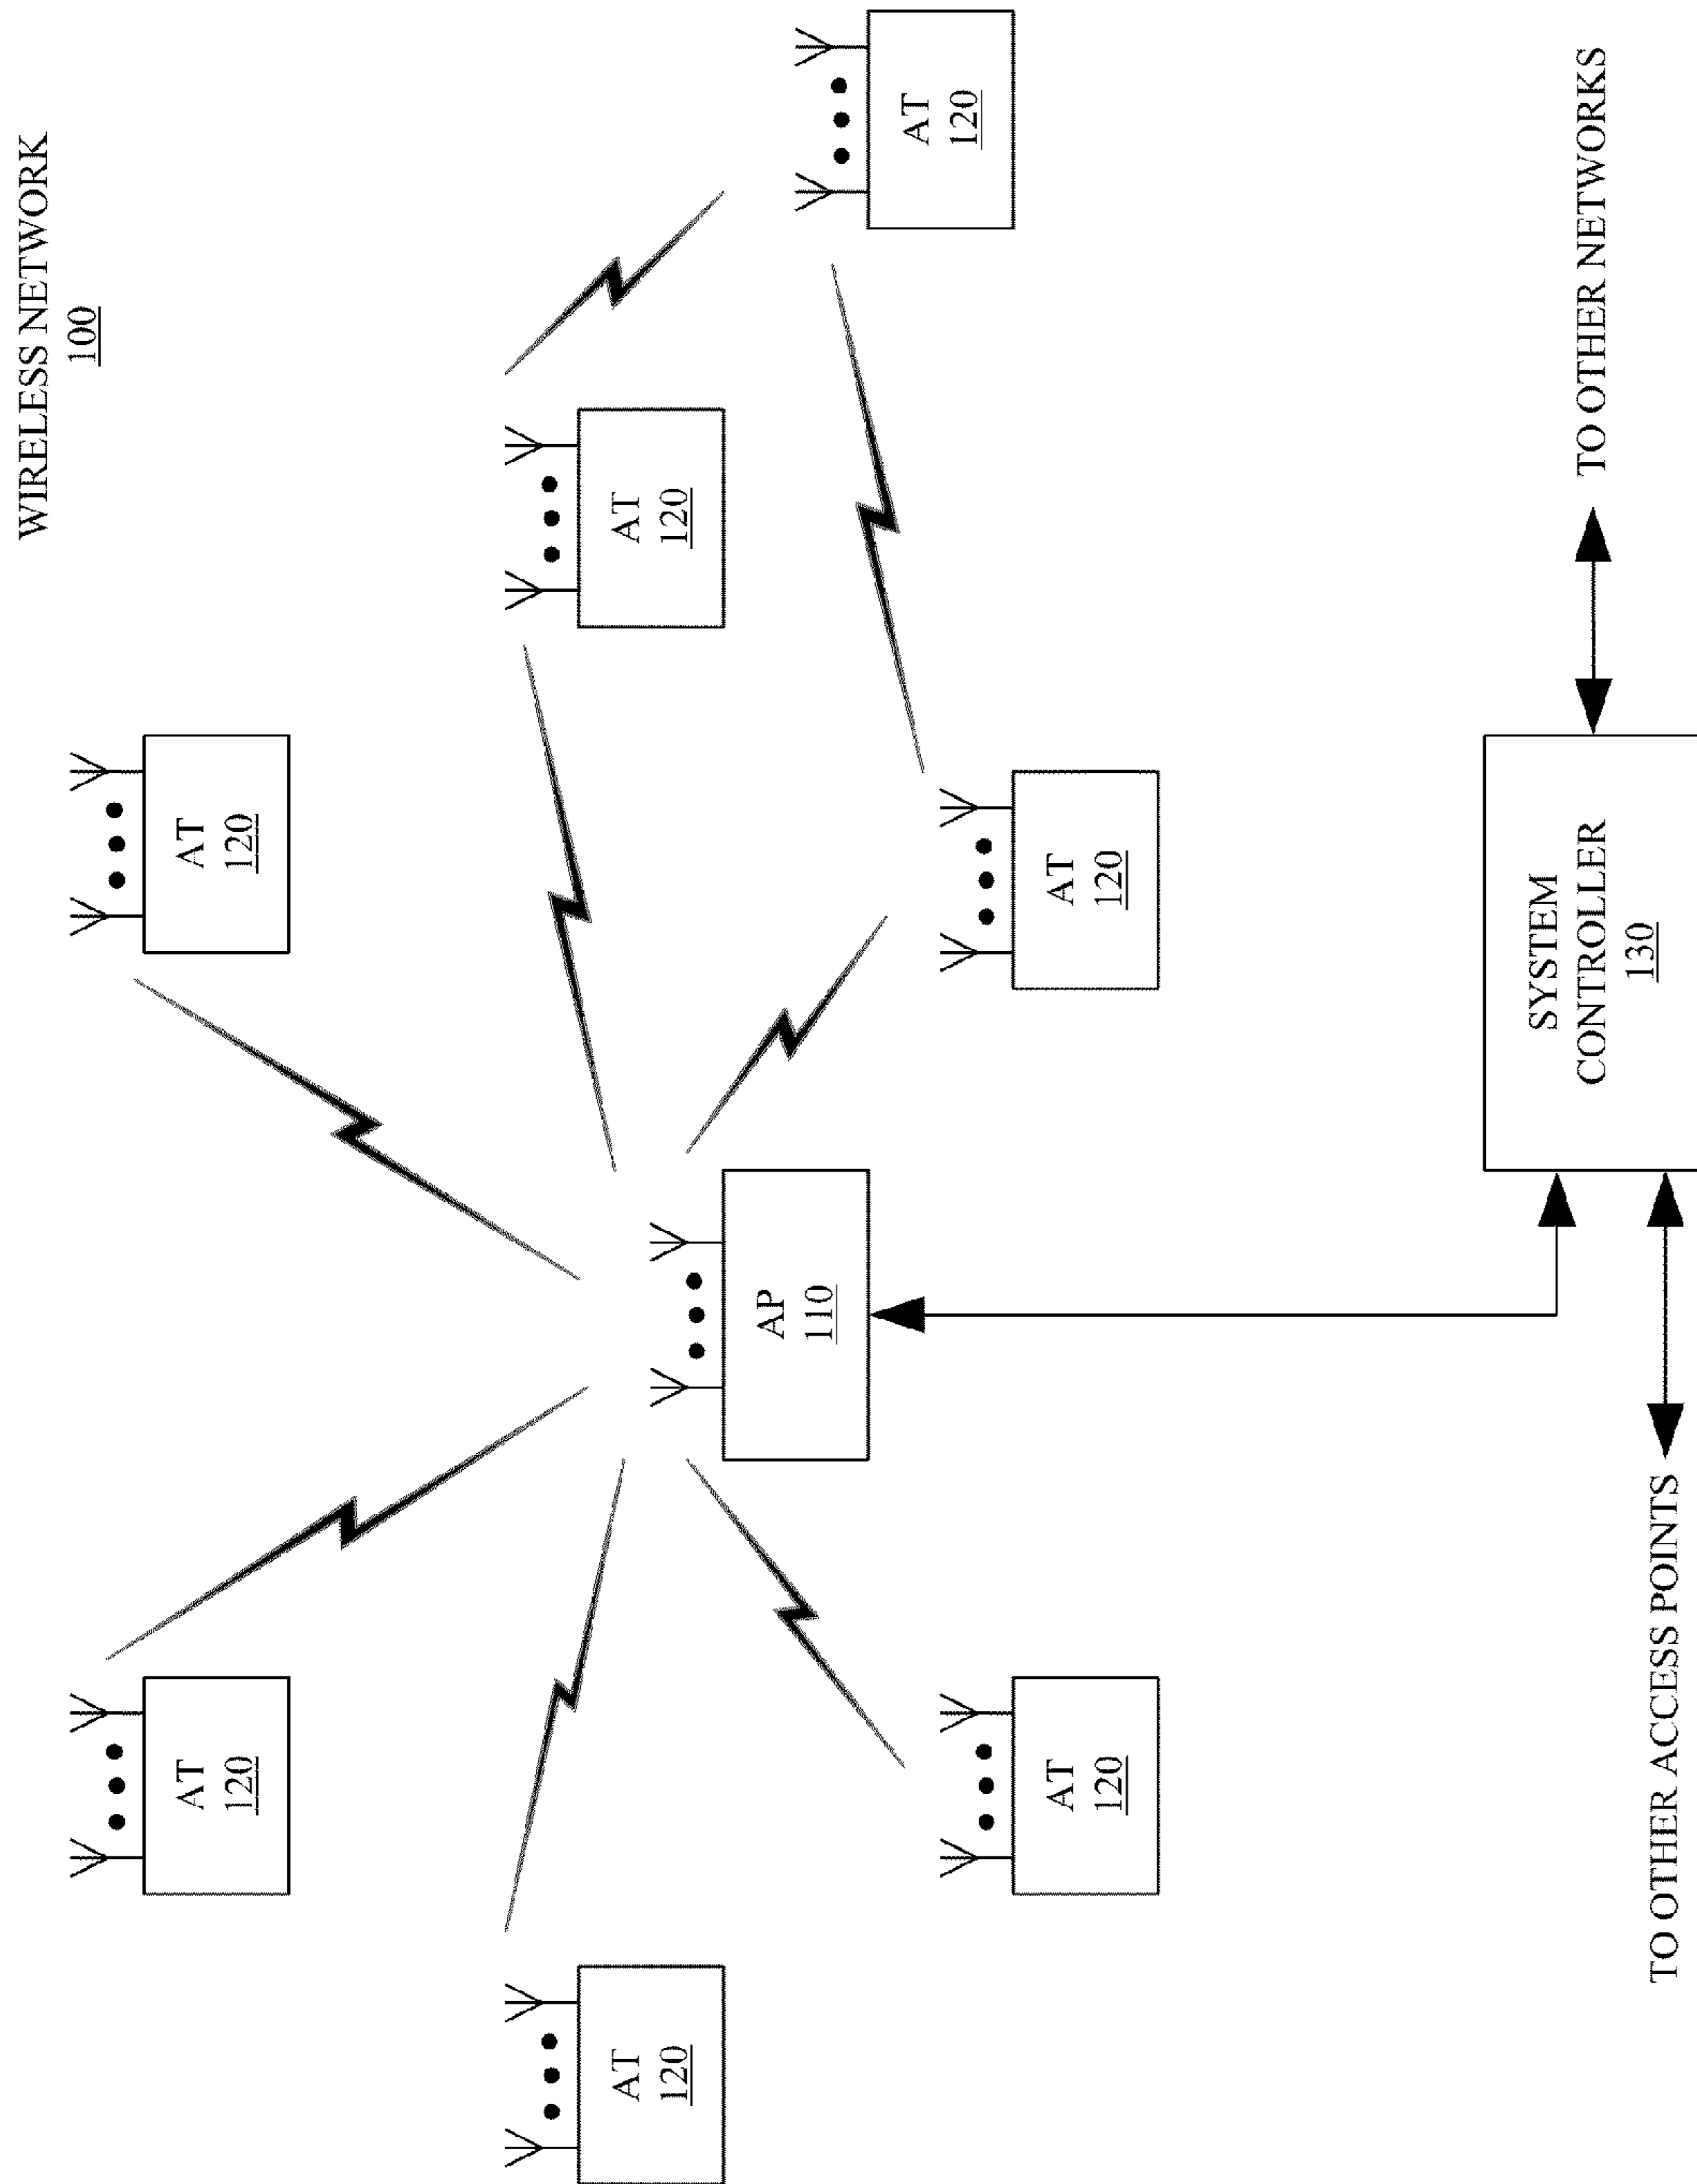 WIRELESS NETWORK
100
AT
120
AT
120
AT
120
AT
120
AP
110
AT
120
AT
120
AT
120
SYSTEM
CONTROLLER
130
TO OTHER ACCESS POINTS
TO OTHER NETWORKS